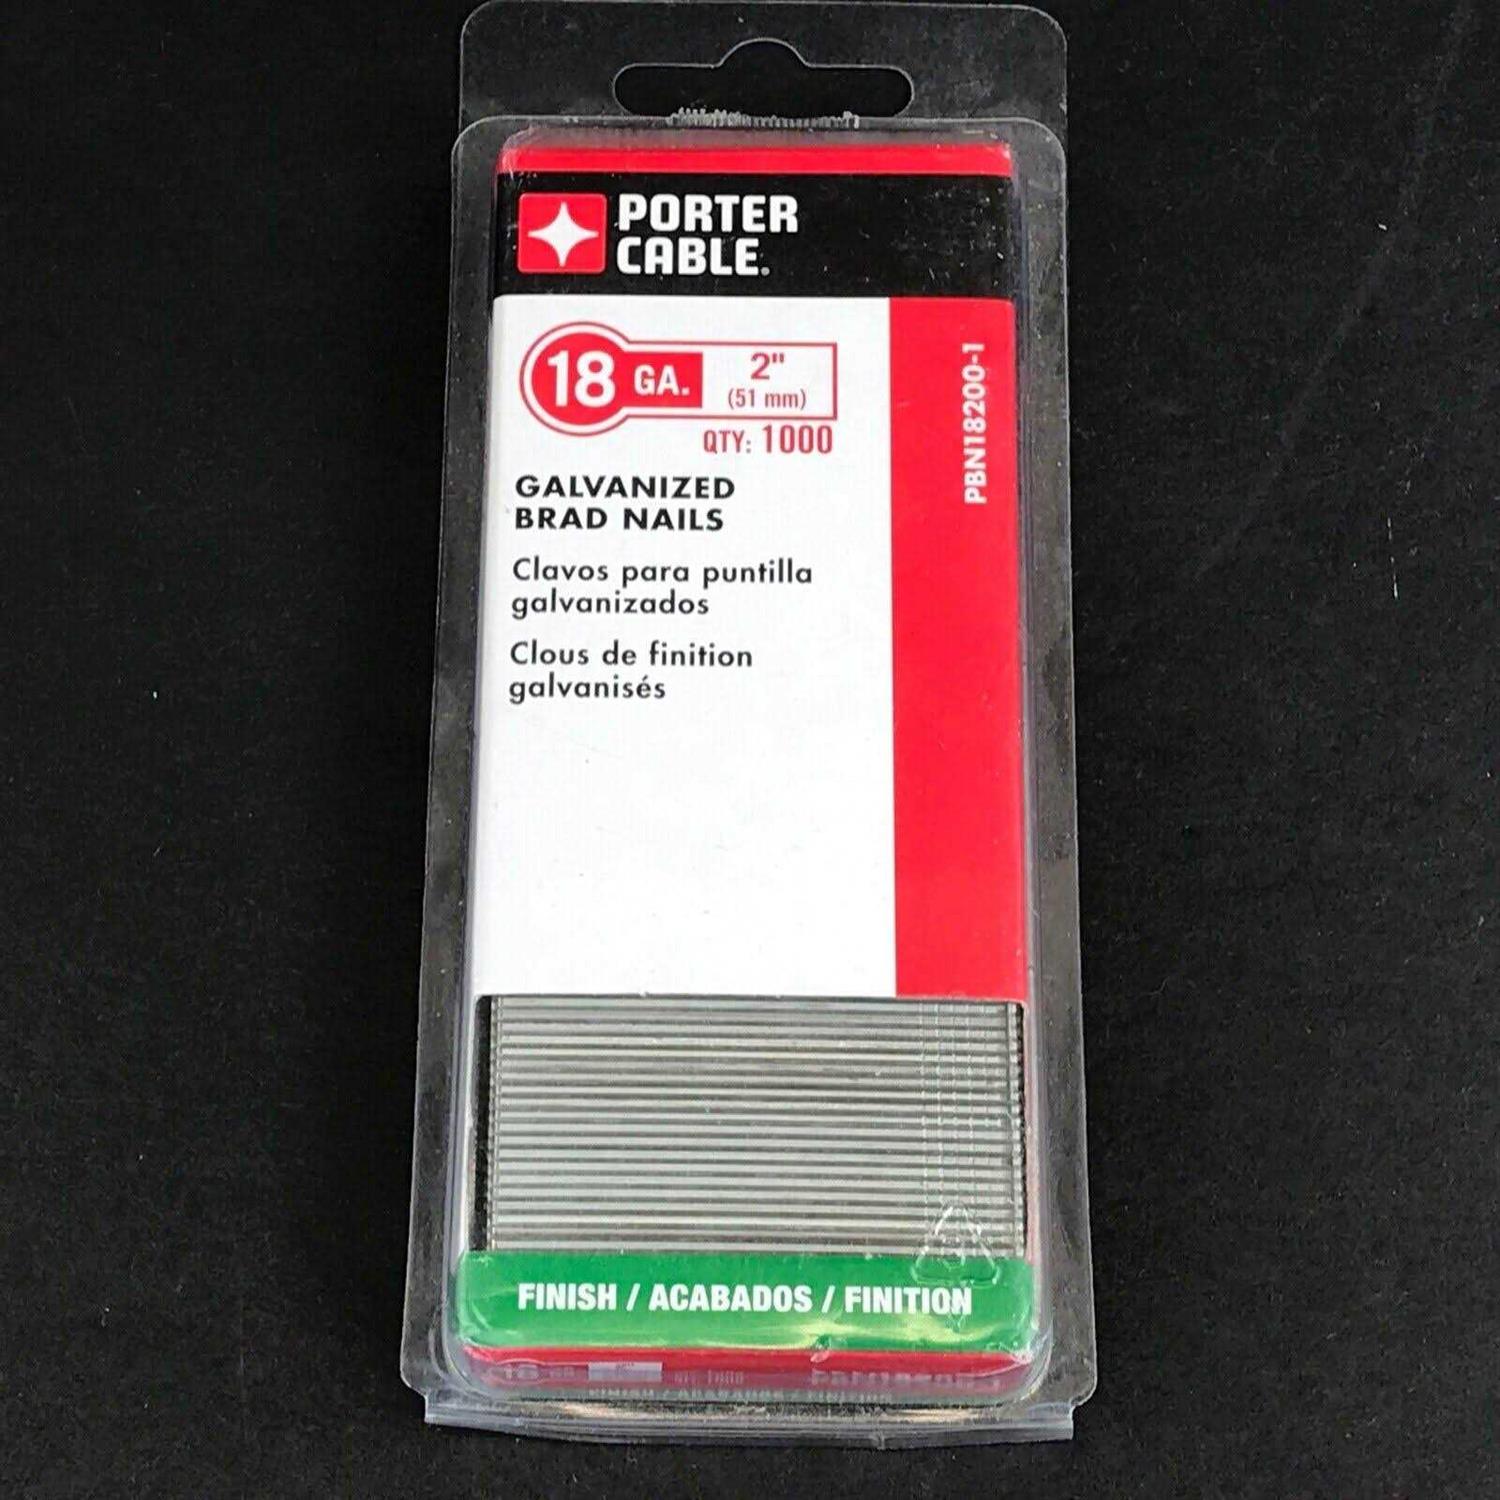 PORTER
CABLE®
18 GA.
2"
(51 mm)
QTY: 1000
PBN18200-1
GALVANIZED
BRAD NAILS
Clavos para puntilla
galvanizados
Clous de finition
galvanisés
FINISH / ACABADOS / FINITION